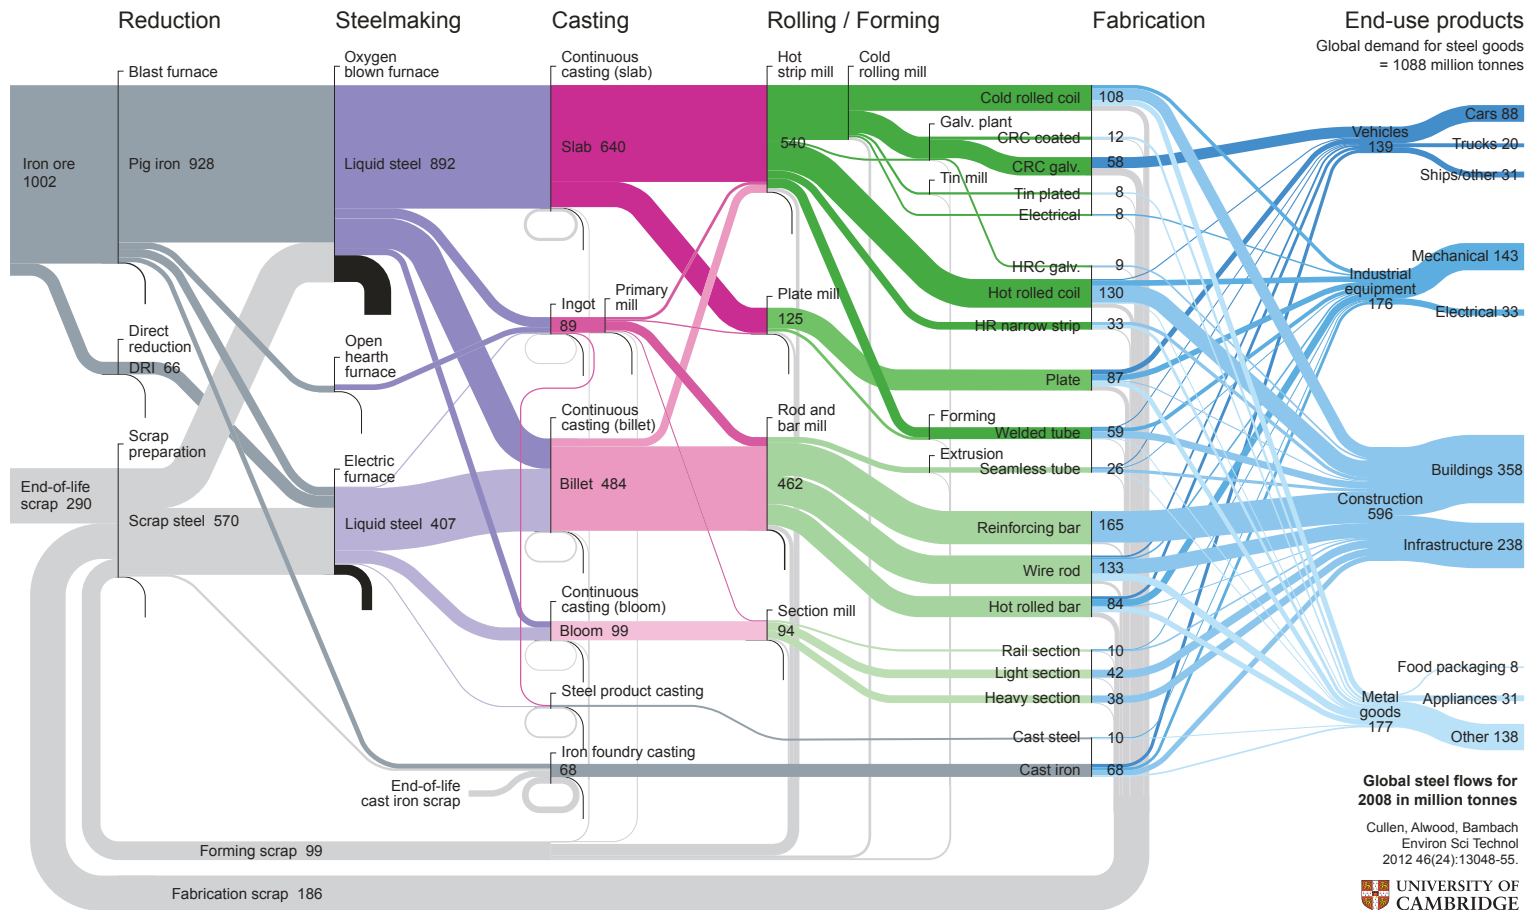 Reduction
Steelmaking
Casting
Rolling / Forming
Fabrication
End-use products
Global demand for steel goods
= 1088 million tonnes
Blast furnace
Oxygen
blown furnace
Continuous
casting (slab)
Hot
strip mill
Cold
rolling mill
Iron ore
1002
Pig iron 928
Liquid steel 892
Slab 640
540
Cold rolled coil 108
Galv. plant
CRC coated 12
CRC galv. 58
Tin mill
Tin plated 8
Electrical 8
HRC galv. 9
Hot rolled coil 130
HR narrow strip 33
Vehicles
139
Cars 88
Trucks 20
Ships/other 31
Industrial
equipment
176
Mechanical 143
Electrical 33
Direct
reduction
DRI 66
Open
hearth
furnace
Ingot
89
Primary
mill
Plate mill
125
Plate 87
Scrap
preparation
Electric
furnace
Continuous
casting (billet)
Rod and
bar mill
Forming
Welded tube 59
Extrusion
Seamless tube 26
End-of-life
scrap 290
Scrap steel 570
Liquid steel 407
Billet 484
462
Reinforcing bar 165
Wire rod 133
Hot rolled bar 84
Construction
596
Buildings 358
Infrastructure 238
Continuous
casting (bloom)
Bloom 99
Section mill
94
Rail section 10
Light section 42
Heavy section 38
Steel product casting
Cast steel 10
Iron foundry casting
68
Cast iron 68
End-of-life
cast iron scrap
Metal
goods
177
Food packaging 8
Appliances 31
Other 138
Forming scrap 99
Fabrication scrap 186
Global steel flows for
2008 in million tonnes
Cullen, Alwood, Bambach
Environ Sci Technol
2012 46(24):13048-55.
UNIVERSITY OF
CAMBRIDGE